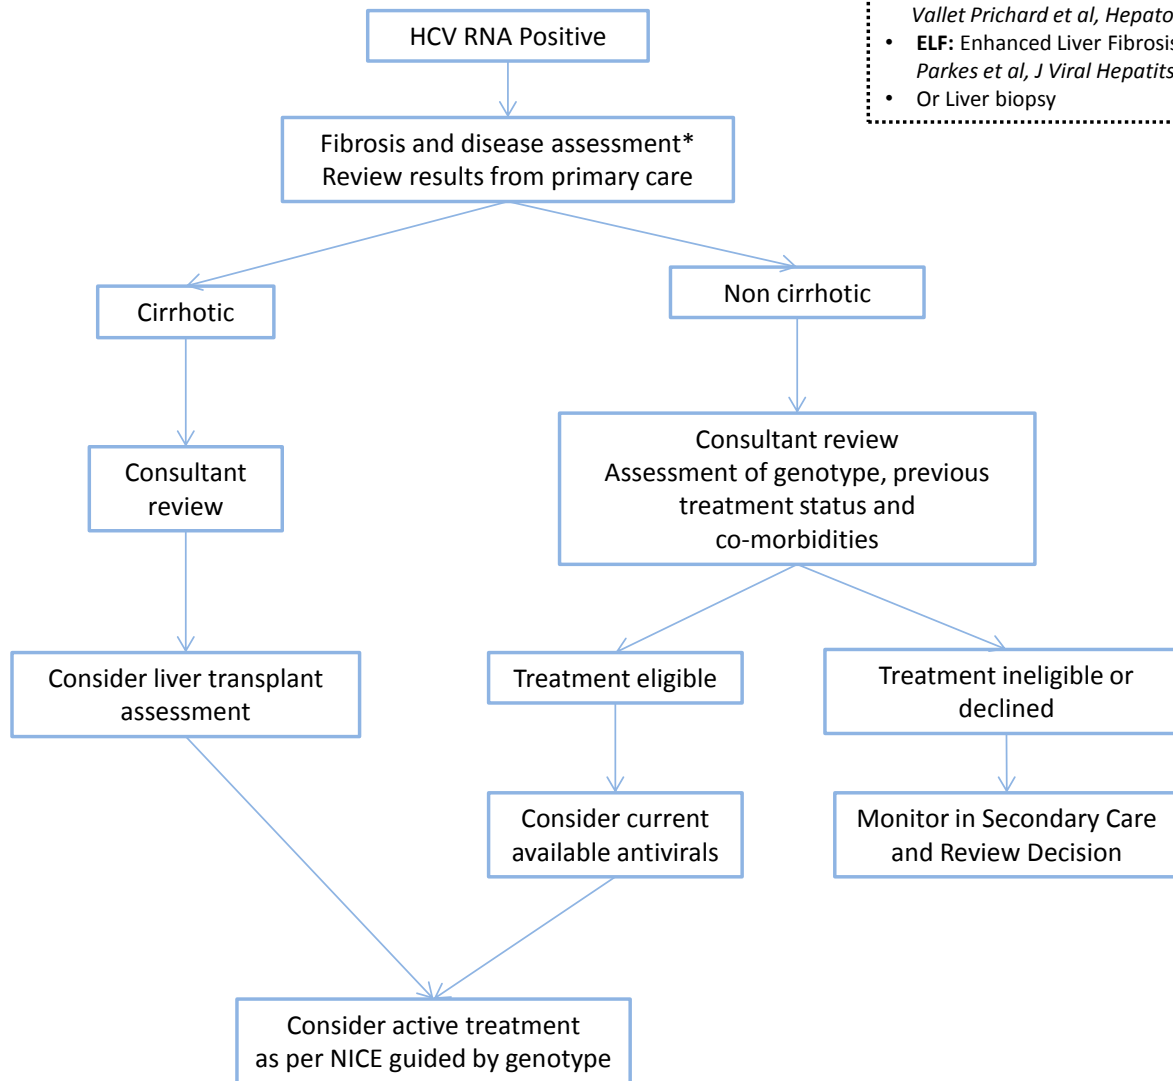 Vallet Prichard et al, Hepato
• ELF: Enhanced Liver Fibrosis
Parkes et al, J Viral Hepatits
• Or Liver biopsy
HCV RNA Positive
Fibrosis and disease assessment*
Review results from primary care
Cirrhotic
Non cirrhotic
Consultant
review
Consultant review
Assessment of genotype, previous
treatment status and
co-morbidities
Consider liver transplant
assessment
Treatment eligible
Treatment ineligible or
declined
Consider current
available antivirals
Monitor in Secondary Care
and Review Decision
Consider active treatment
as per NICE guided by genotype